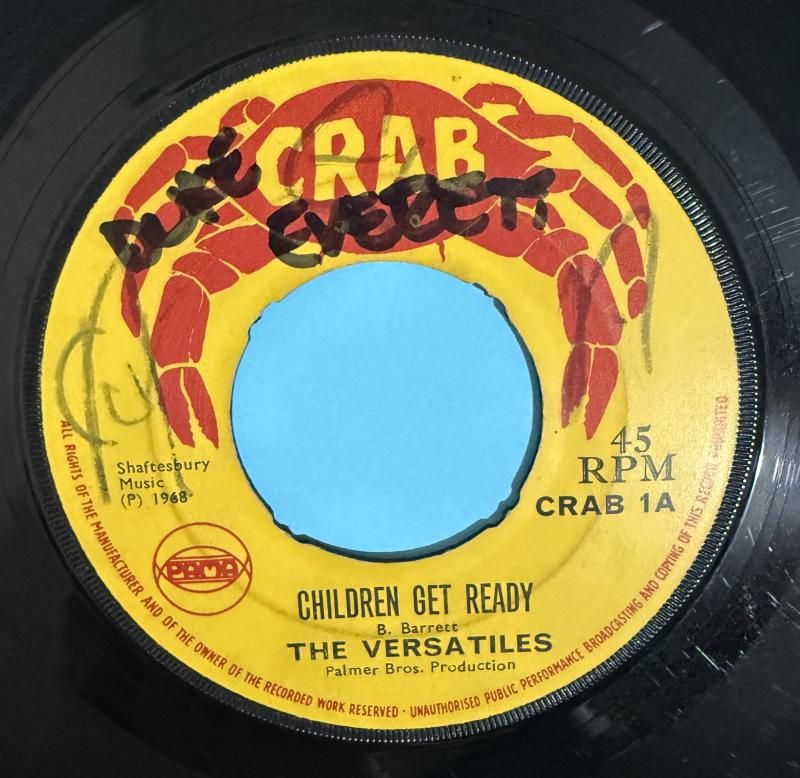 CRAB
DUKE
EVERETT
45
RPM
CRAB 1A
Shaftesbury
Music
(P) 1968
PAMA
CHILDREN GET READY
B. Barrett
THE VERSATILES
Palmer Bros. Production
ALL RIGHTS OF THE MANUFACTURER AND OF THE OWNER OF THE RECORDED WORK RESERVED · UNAUTHORISED PUBLIC PERFORMANCE BROADCASTING AND COPYING OF THIS RECORD PROHIBITED